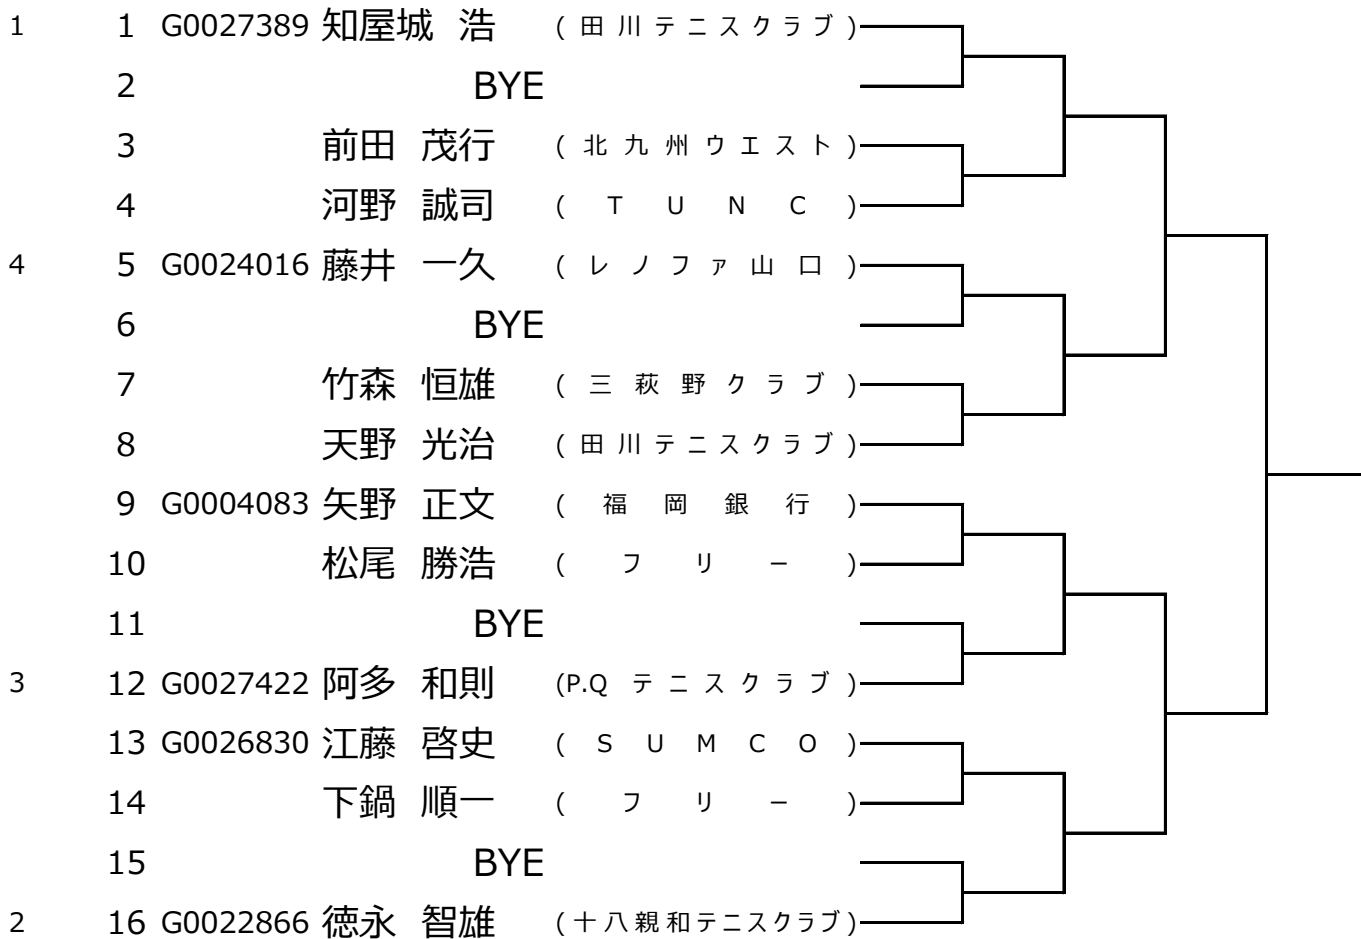 1 1 G0027389 知屋城 浩 (田川テニスクラブ)
2 BYE
3 前田 茂行 (北九州ウエスト)
4 河野 誠司 (TUNC)
4 5 G0024016 藤井 一久 (レノファ山口)
6 BYE
7 竹森 恒雄 (三萩野クラブ)
8 天野 光治 (田川テニスクラブ)
9 G0004083 矢野 正文 (福岡銀行)
10 松尾 勝浩 (フリー)
11 BYE
3 12 G0027422 阿多 和則 (P.Q テニスクラブ)
13 G0026830 江藤 啓史 (SUMCO)
14 下鍋 順一 (フリー)
15 BYE
2 16 G0022866 徳永 智雄 (十八親和テニスクラブ)